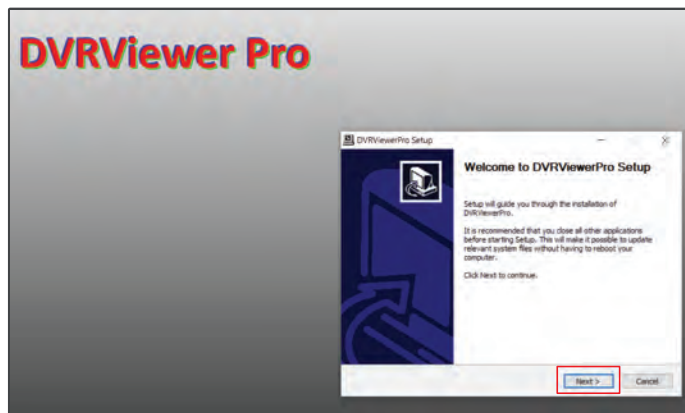 DVRViewer Pro
DVRViewerPro Setup
Welcome to DVRViewerPro Setup
Setup will guide you through the installation of
DVRViewerPro.
It is recommended that you close all other applications
before starting Setup. This will make it possible to update
relevant system files without having to reboot your
computer.
Click Next to continue.
Next >
Cancel